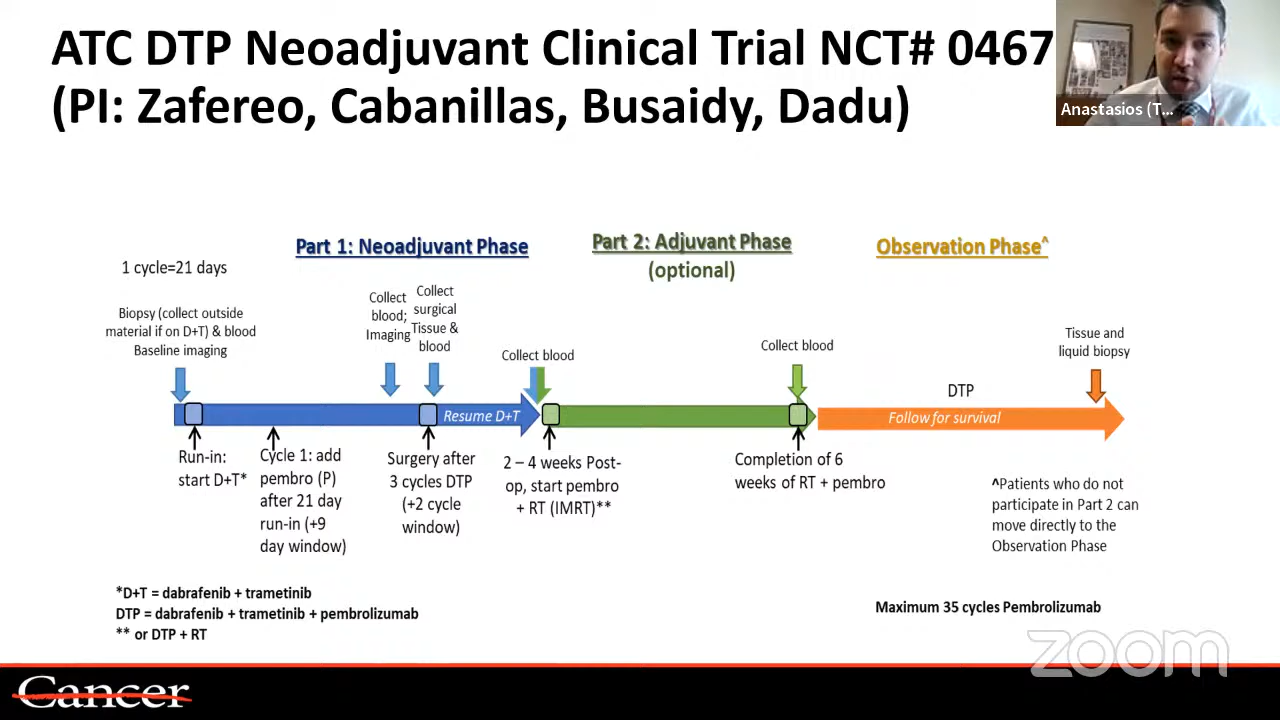 ATC DTP Neoadjuvant Clinical Trial NCT# 0467
(PI: Zafereo, Cabanillas, Busaidy, Dadu)
Anastasios (T...
Part 1: Neoadjuvant Phase
Part 2: Adjuvant Phase
(optional)
Observation Phase^
1 cycle=21 days
Biopsy (collect outside
material if on D+T) & blood
Baseline imaging
Collect
blood;
Imaging
Collect
surgical
Tissue &
blood
Collect blood
Collect blood
Tissue and
liquid biopsy
Resume D+T
DTP
Follow for survival
Run-in:
start D+T*
Cycle 1: add
pembro (P)
after 21 day
run-in (+9
day window)
Surgery after
3 cycles DTP
(+2 cycle
window)
2 – 4 weeks Post-
op, start pembro
+ RT (IMRT)**
Completion of 6
weeks of RT + pembro
^Patients who do not
participate in Part 2 can
move directly to the
Observation Phase
*D+T = dabrafenib + trametinib
DTP = dabrafenib + trametinib + pembrolizumab
** or DTP + RT
Maximum 35 cycles Pembrolizumab
zoom
Cancer